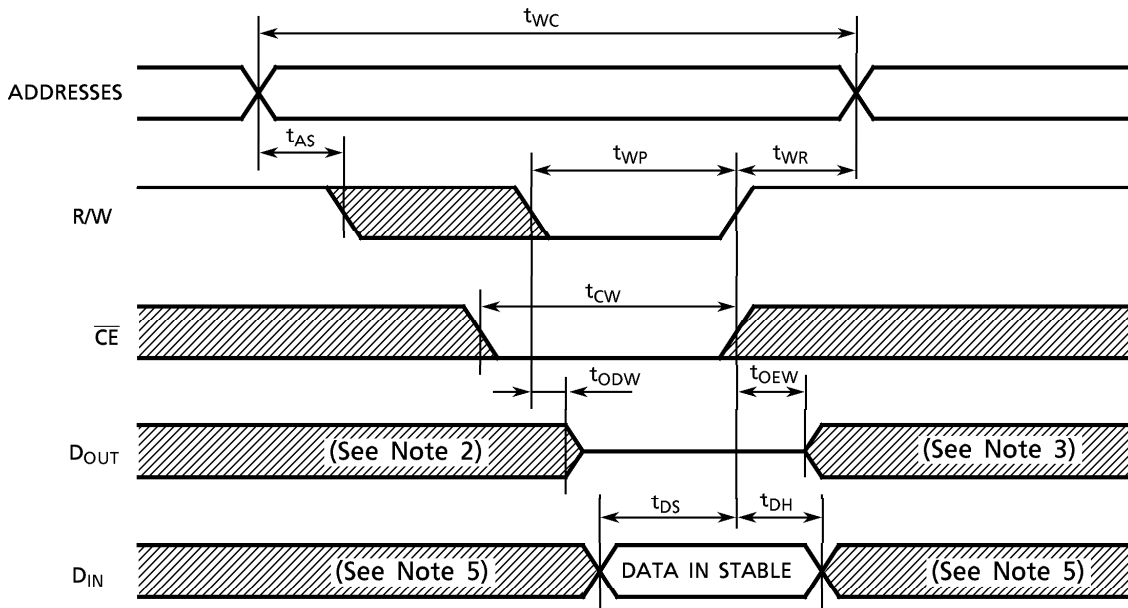 tWC
ADDRESSES
tAS
tWP
tWR
R/W
tCW
CE
tODW
tOEW
DOUT
(See Note 2)
(See Note 3)
tDS
tDH
DIN
(See Note 5)
DATA IN STABLE
(See Note 5)